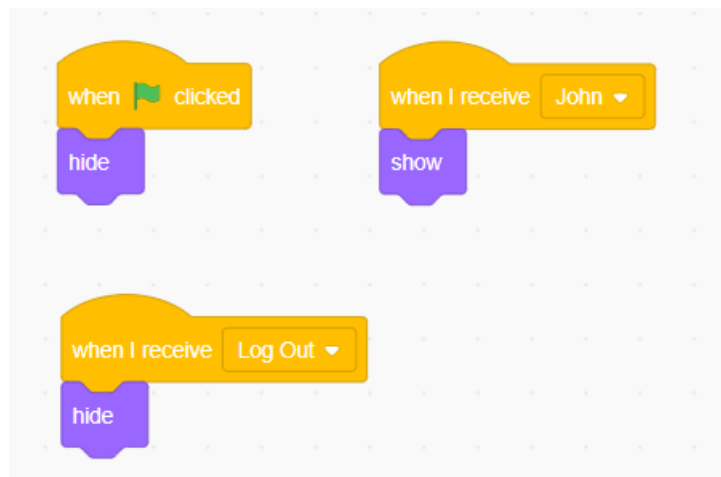 when clicked
hide
when I receive John
show
when I receive Log Out
hide